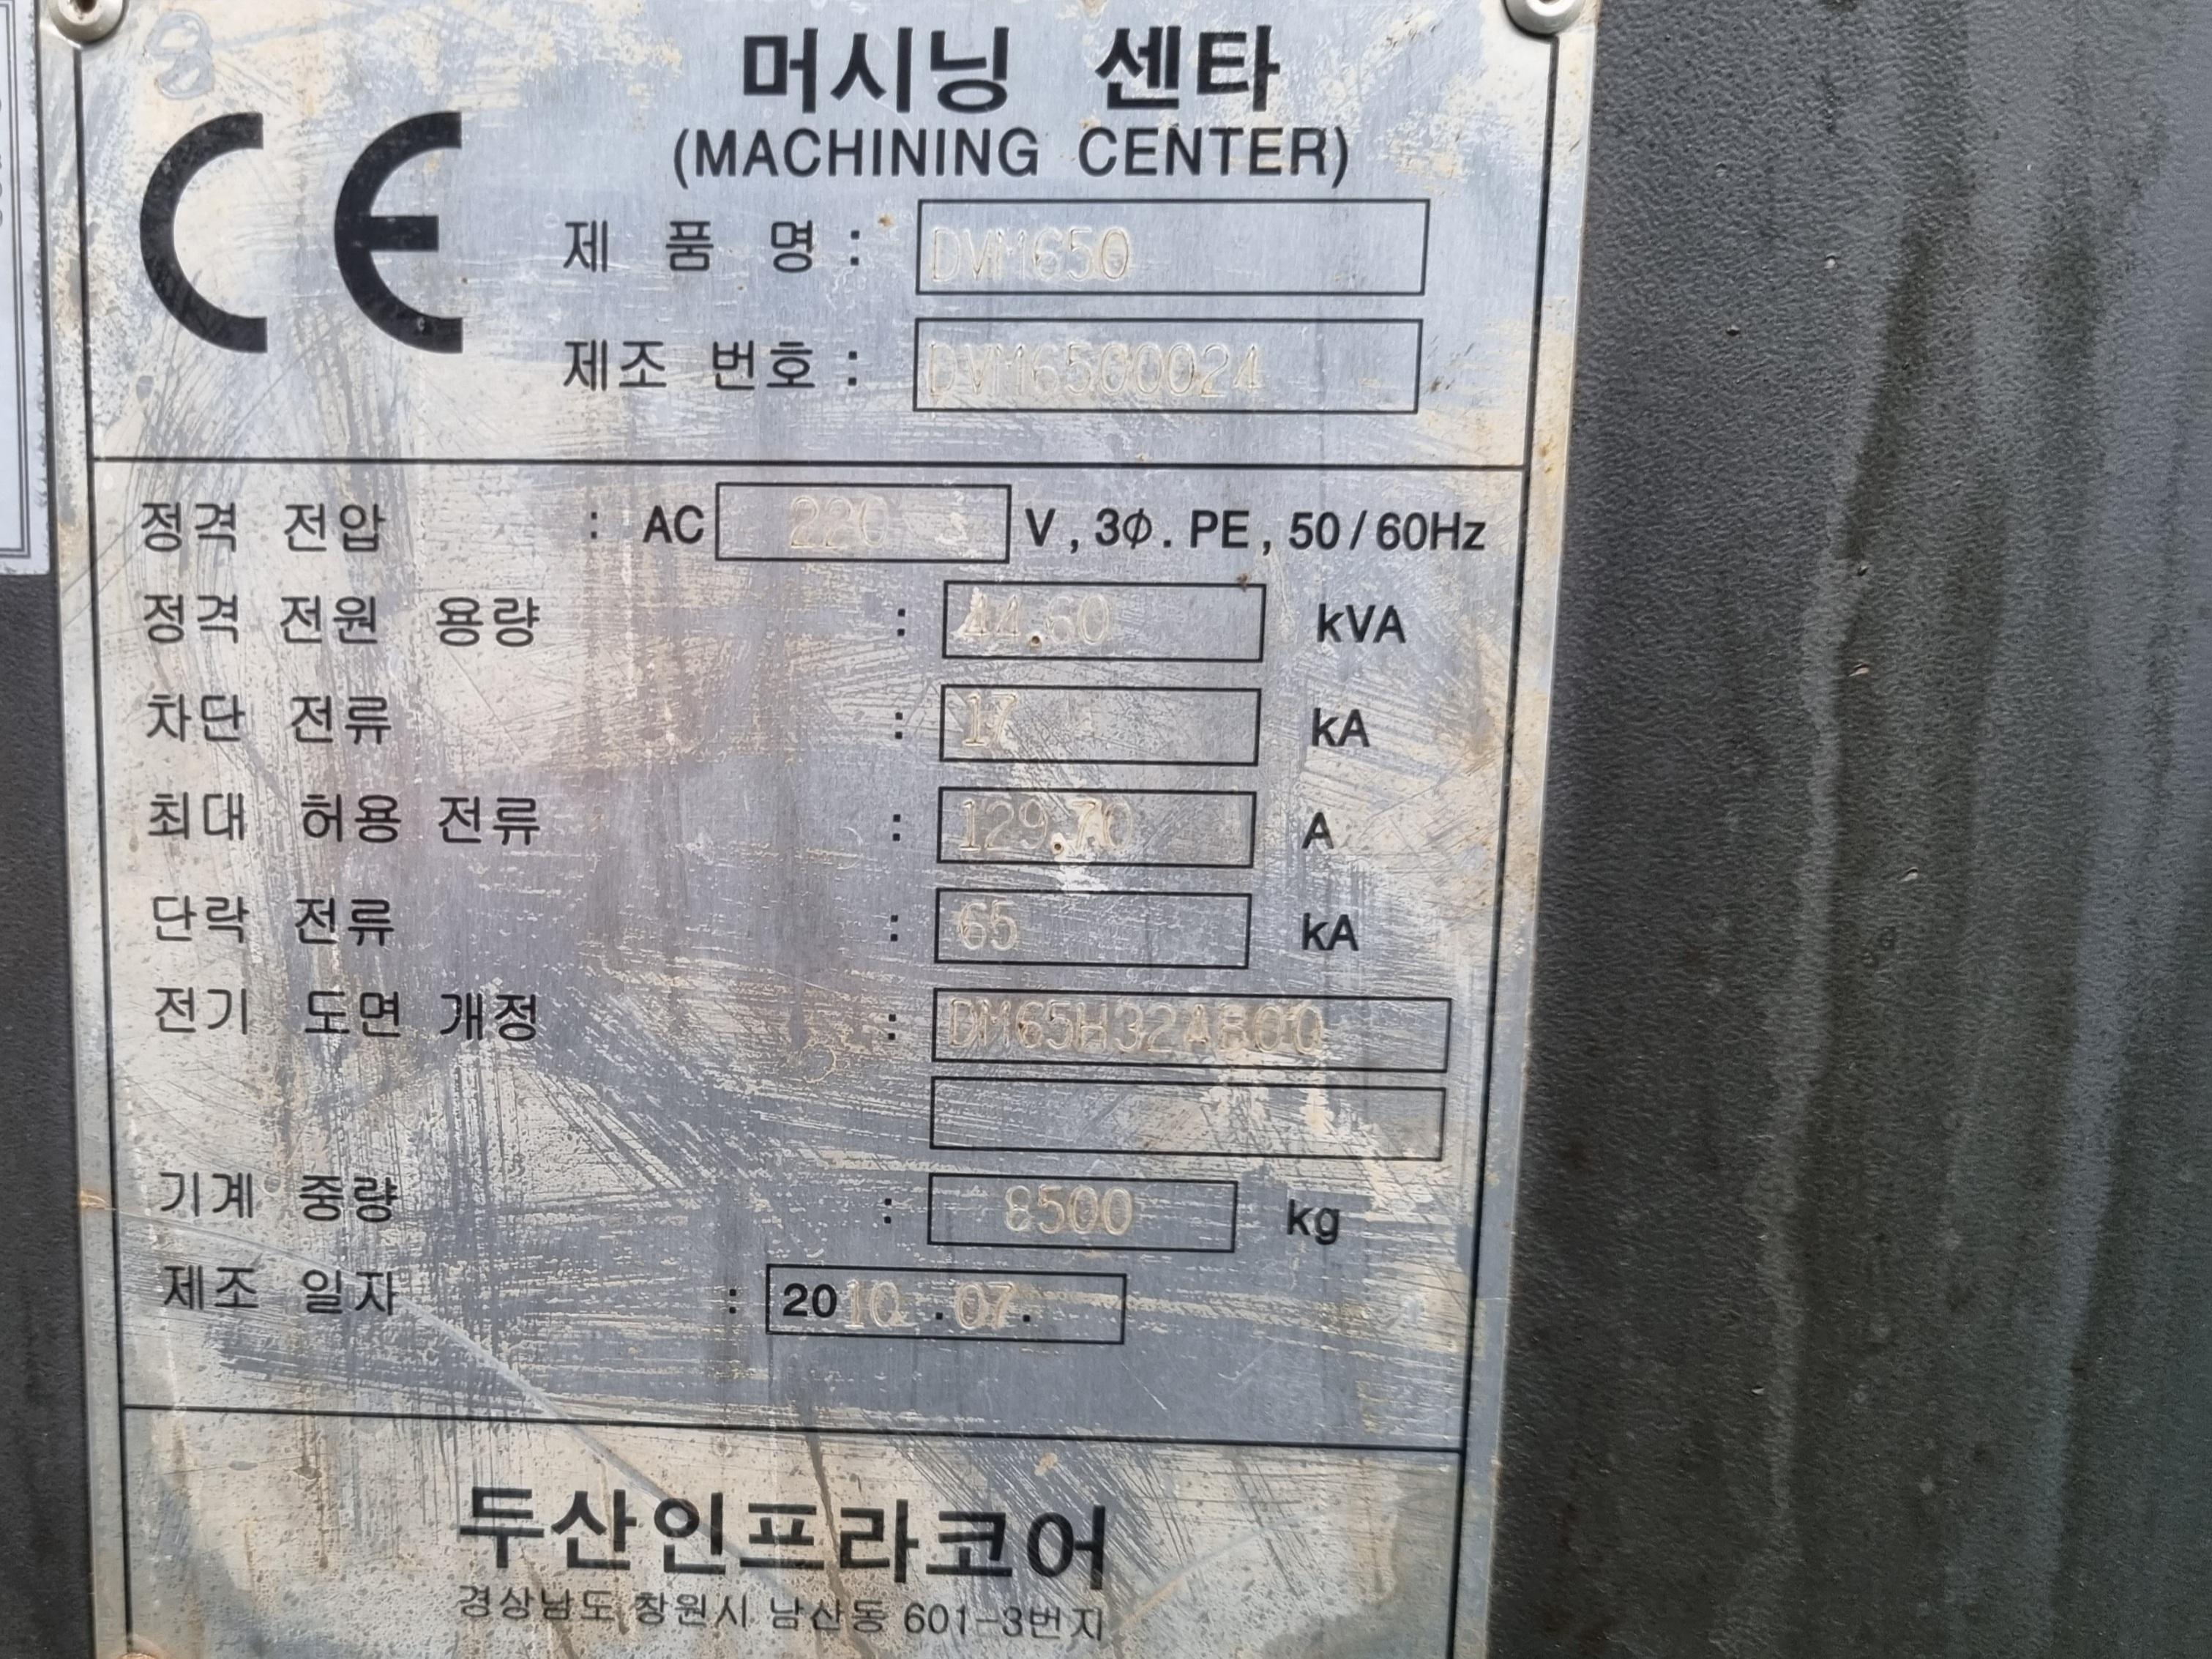 머시닝 센타
(MACHINING CENTER)
CE
제 품 명 : DVM650
제조 번호 : DVM6500024
정격 전압 : AC 220 V , 3Φ . PE , 50 / 60Hz
정격 전원 용량 : 44.60 kVA
차단 전류 : 17 kA
최대 허용 전류 : 129.70 A
단락 전류 : 65 kA
전기 도면 개정 : DM65H32AE00
기계 중량 : 8500 kg
제조 일자 : 2010 . 07 .
두산인프라코어
경상남도 창원시 남산동 601-3번지